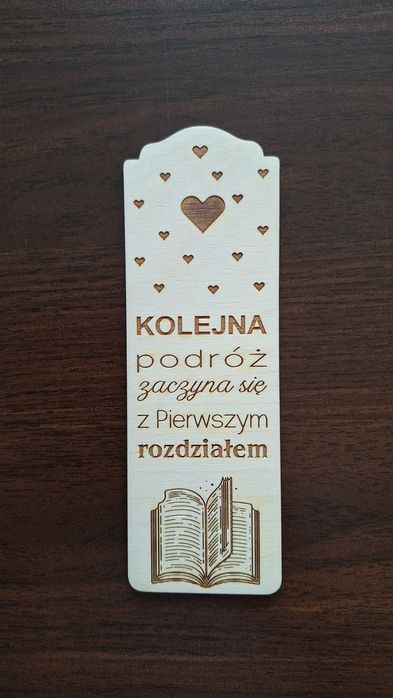 KOLEJNA
podróż
zaczyna się
z Pierwszym
rozdziałem